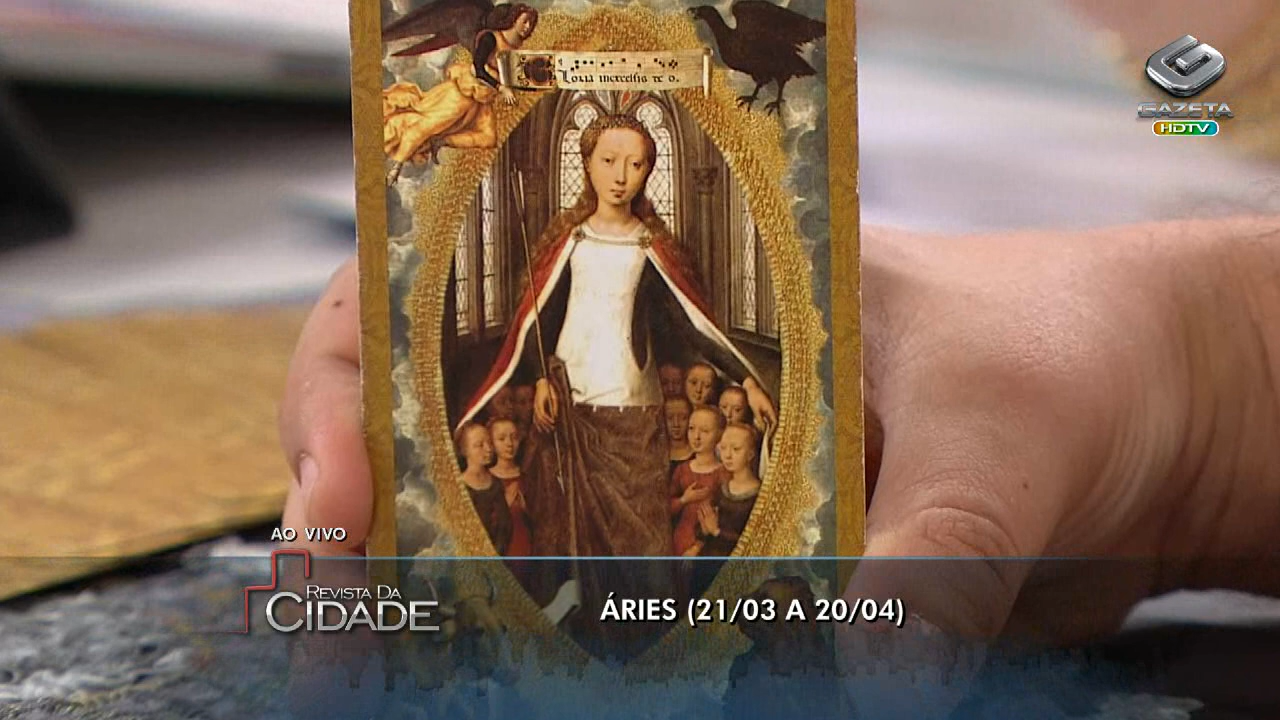 GAZETA
HDTV
AO VIVO
REVISTA DA
CIDADE
ÁRIES (21/03 A 20/04)